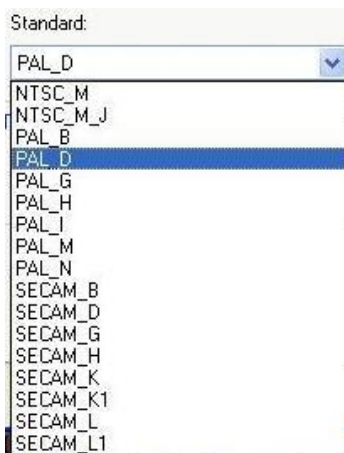 Standard:
PAL_D
NTSC_M
NTSC_M_J
PAL_B
PAL_D
PAL_G
PAL_H
PAL_I
PAL_M
PAL_N
SECAM_B
SECAM_D
SECAM_G
SECAM_H
SECAM_K
SECAM_K1
SECAM_L
SECAM_L1